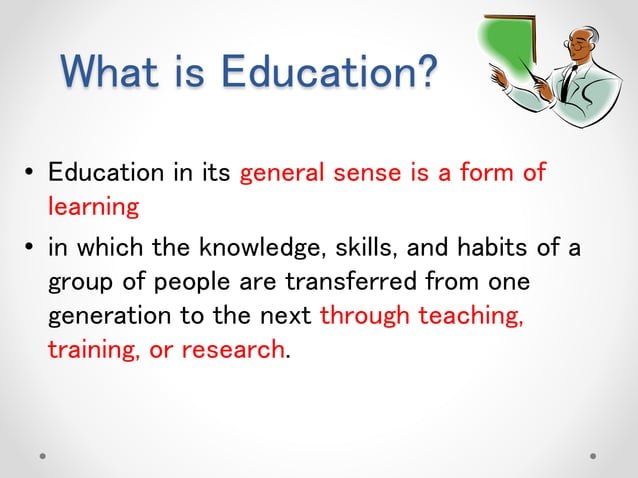 What is Education?
• Education in its general sense is a form of
learning
• in which the knowledge, skills, and habits of a
group of people are transferred from one
generation to the next through teaching,
training, or research.